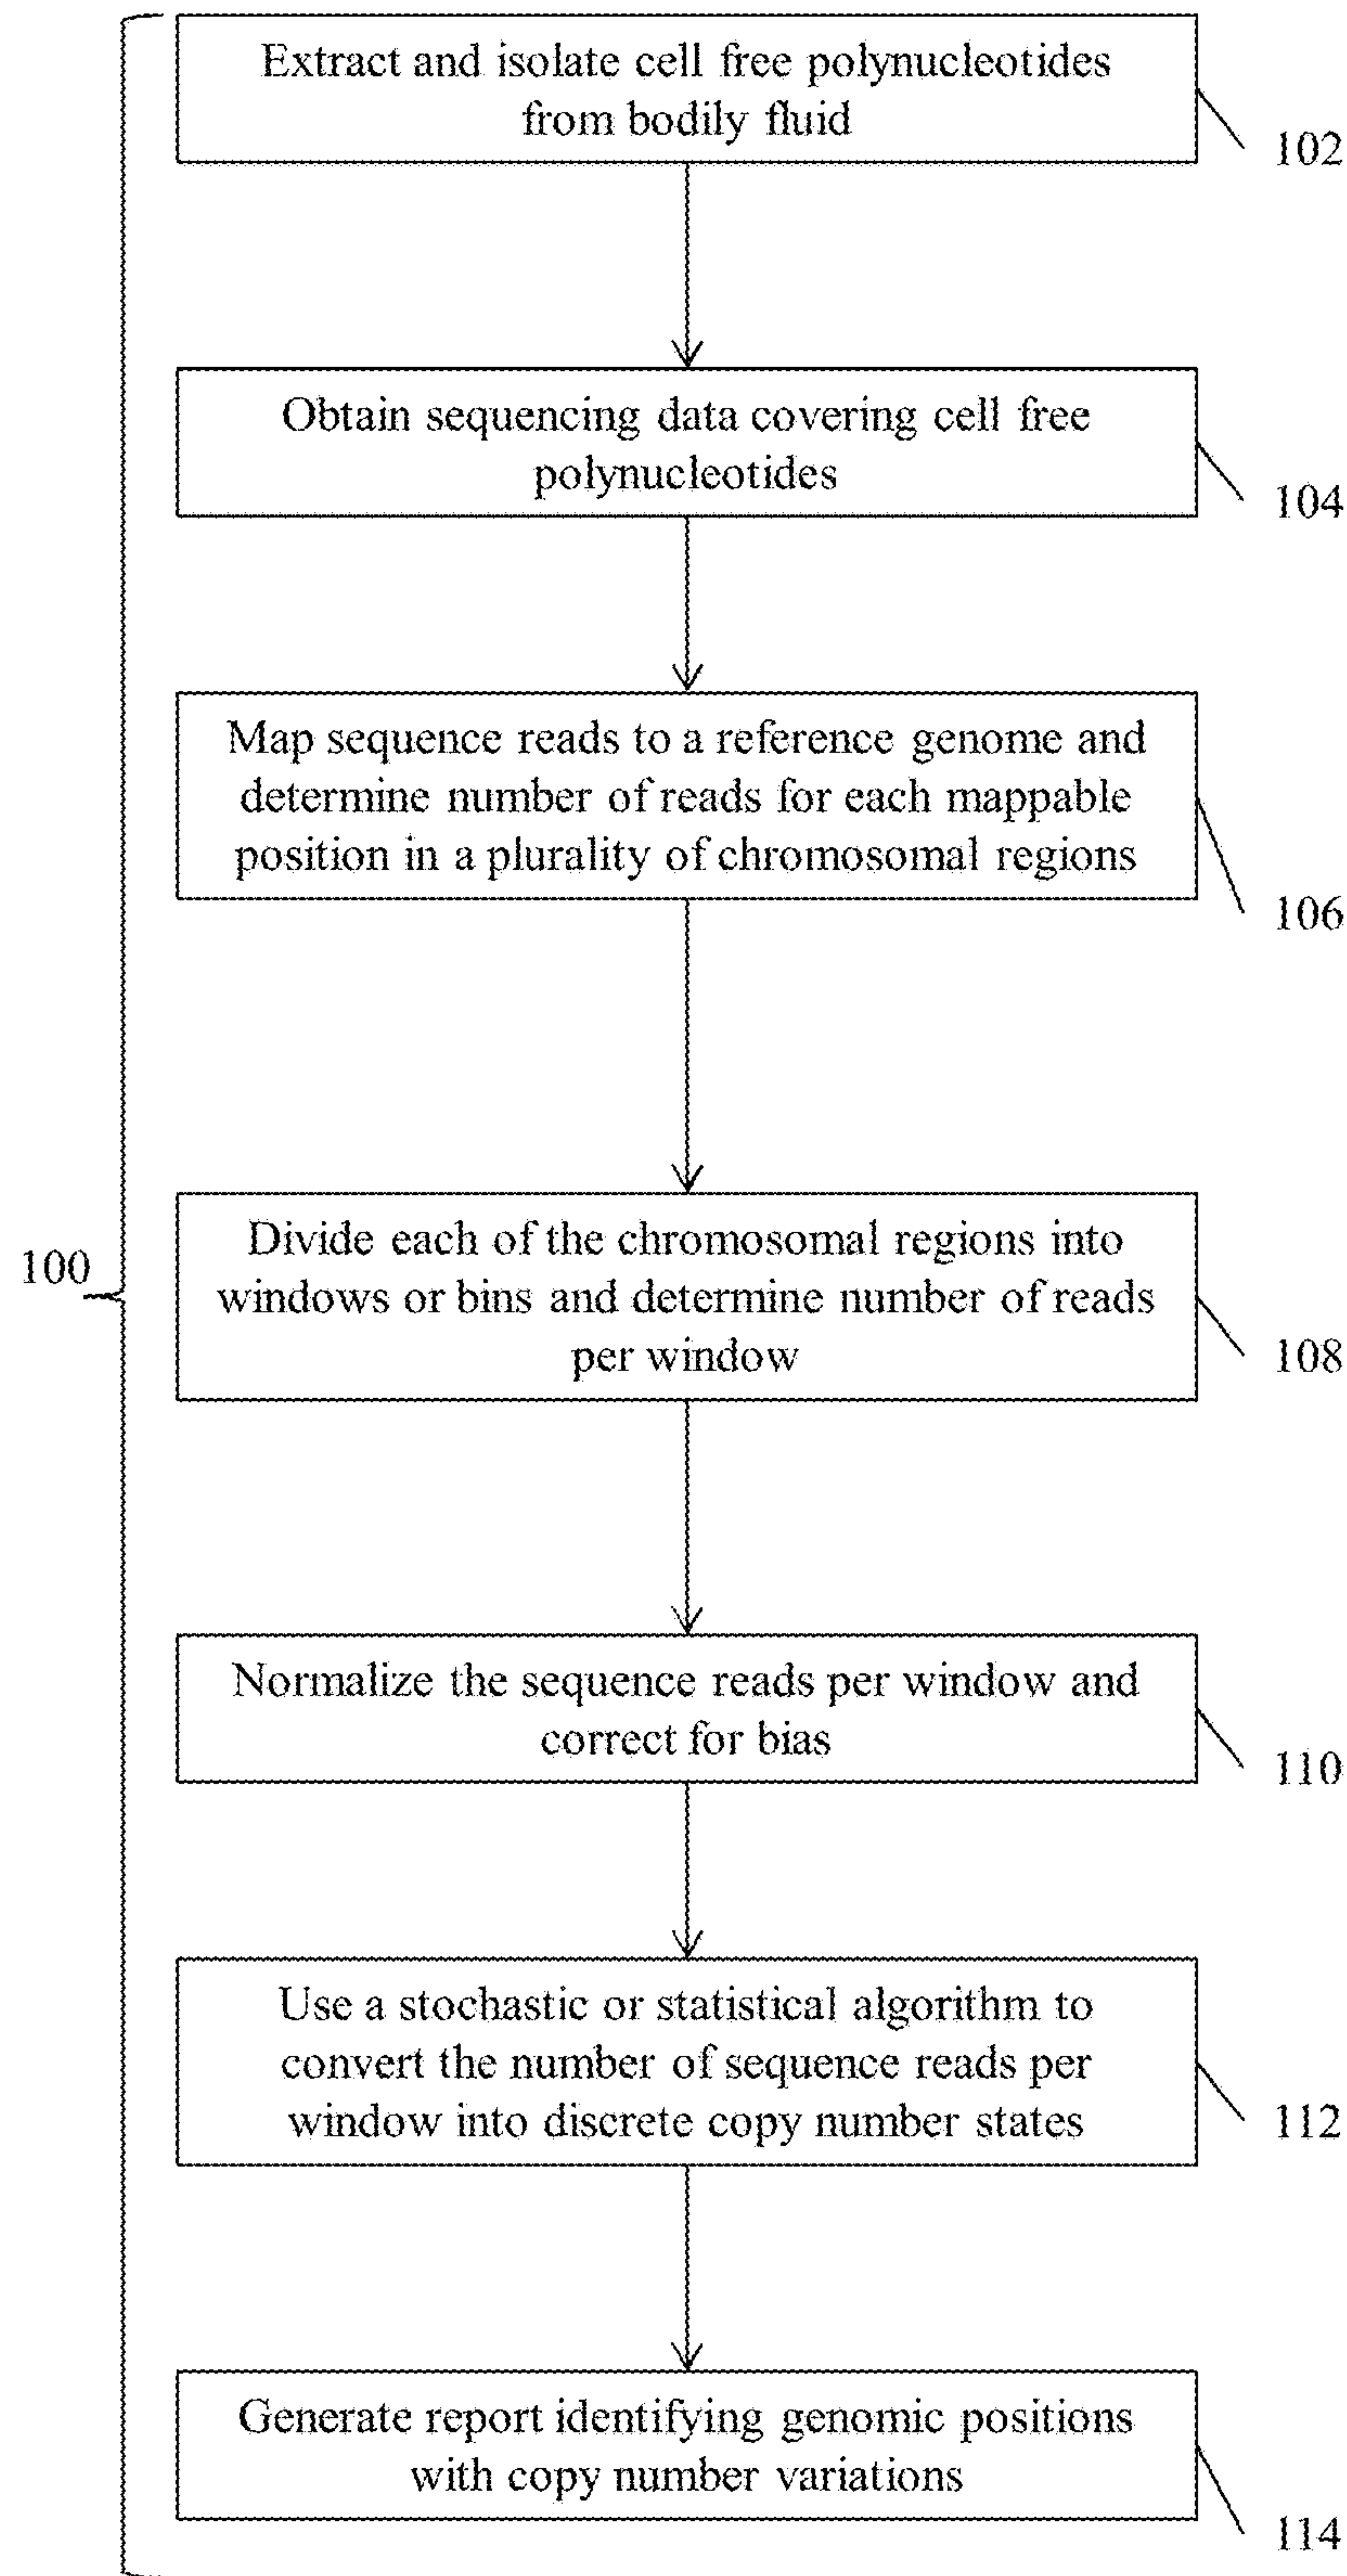 Extract and isolate cell free polynucleotides
from bodily fluid
102
Obtain sequencing data covering cell free
polynucleotides
104
Map sequence reads to a reference genome and
determine number of reads for each mappable
position in a plurality of chromosomal regions
106
100
Divide each of the chromosomal regions into
windows or bins and determine number of reads
per window
108
Normalize the sequence reads per window and
correct for bias
110
Use a stochastic or statistical algorithm to
convert the number of sequence reads per
window into discrete copy number states
112
Generate report identifying genomic positions
with copy number variations
114